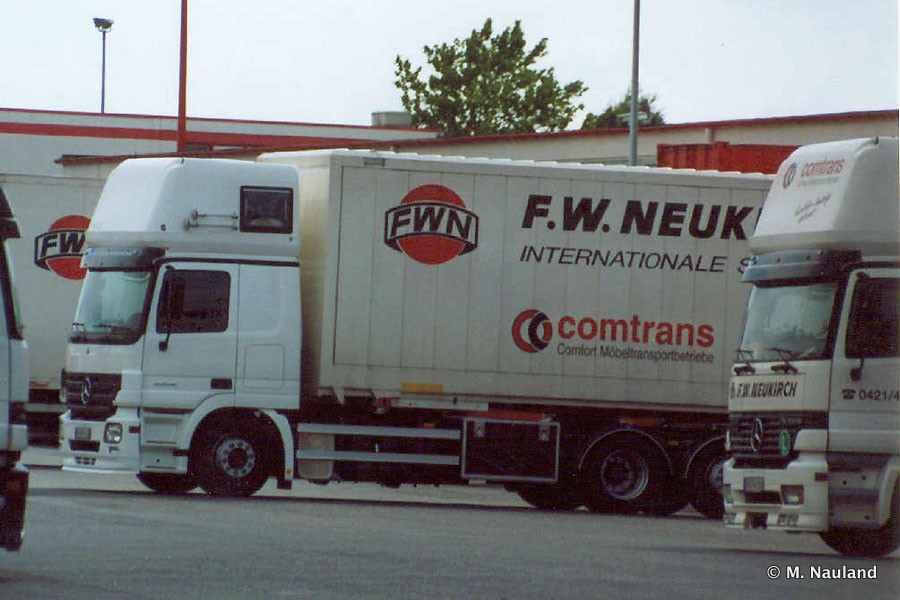 FWN
FWN
F.W. NEUK
INTERNATIONALE S
comtrans
Comfort Möbeltransportbetriebe
comtrans
F.W. NEUKIRCH
☎ 0421/4
© M. Nauland